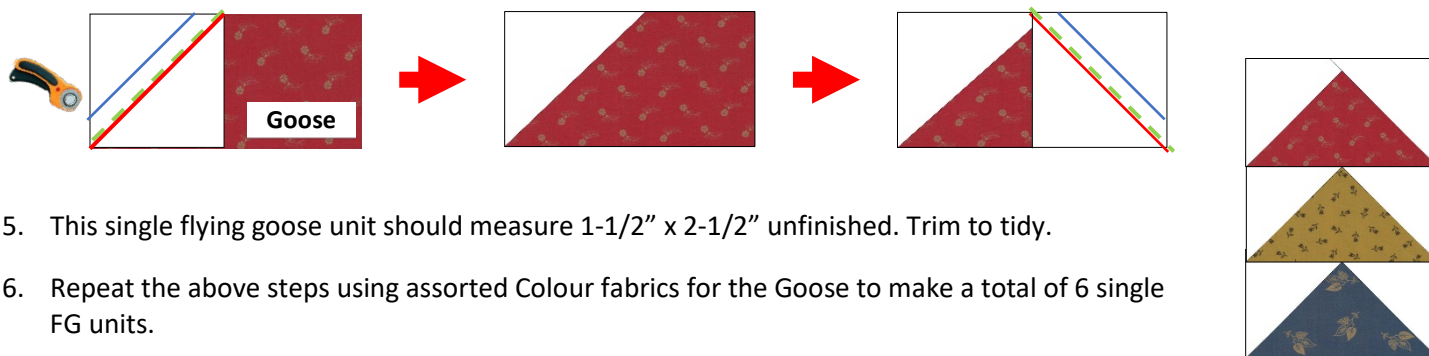 Goose
5. This single flying goose unit should measure 1-1/2” x 2-1/2” unfinished. Trim to tidy.
6. Repeat the above steps using assorted Colour fabrics for the Goose to make a total of 6 single
FG units.